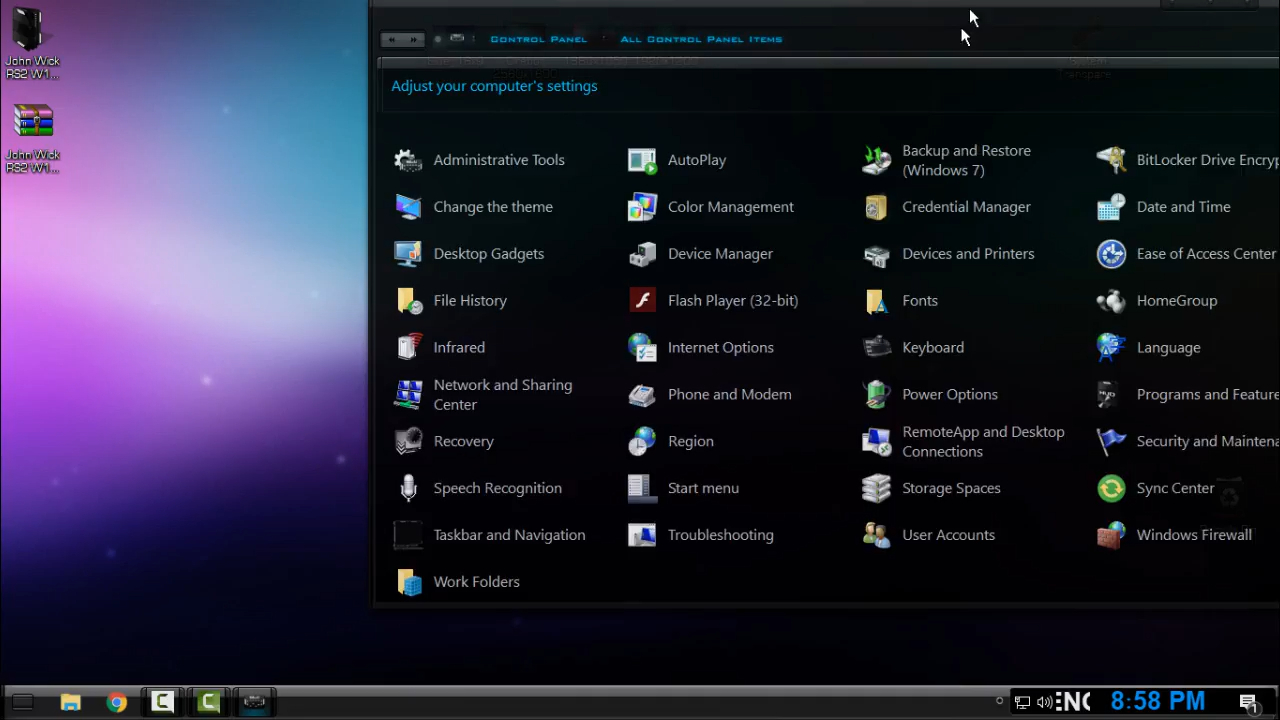 John Wick
RS2 W1...
John Wick
RS2 W1...
Control Panel
All Control Panel Items
Adjust your computer's settings
Administrative Tools
AutoPlay
Backup and Restore
(Windows 7)
BitLocker Drive Encryp
Change the theme
Color Management
Credential Manager
Date and Time
Desktop Gadgets
Device Manager
Devices and Printers
Ease of Access Center
File History
Flash Player (32-bit)
Fonts
HomeGroup
Infrared
Internet Options
Keyboard
Language
Network and Sharing
Center
Phone and Modem
Power Options
Programs and Feature
Recovery
Region
RemoteApp and Desktop
Connections
Security and Maintena
Speech Recognition
Start menu
Storage Spaces
Sync Center
Taskbar and Navigation
Troubleshooting
User Accounts
Windows Firewall
Work Folders
8:58 PM
1